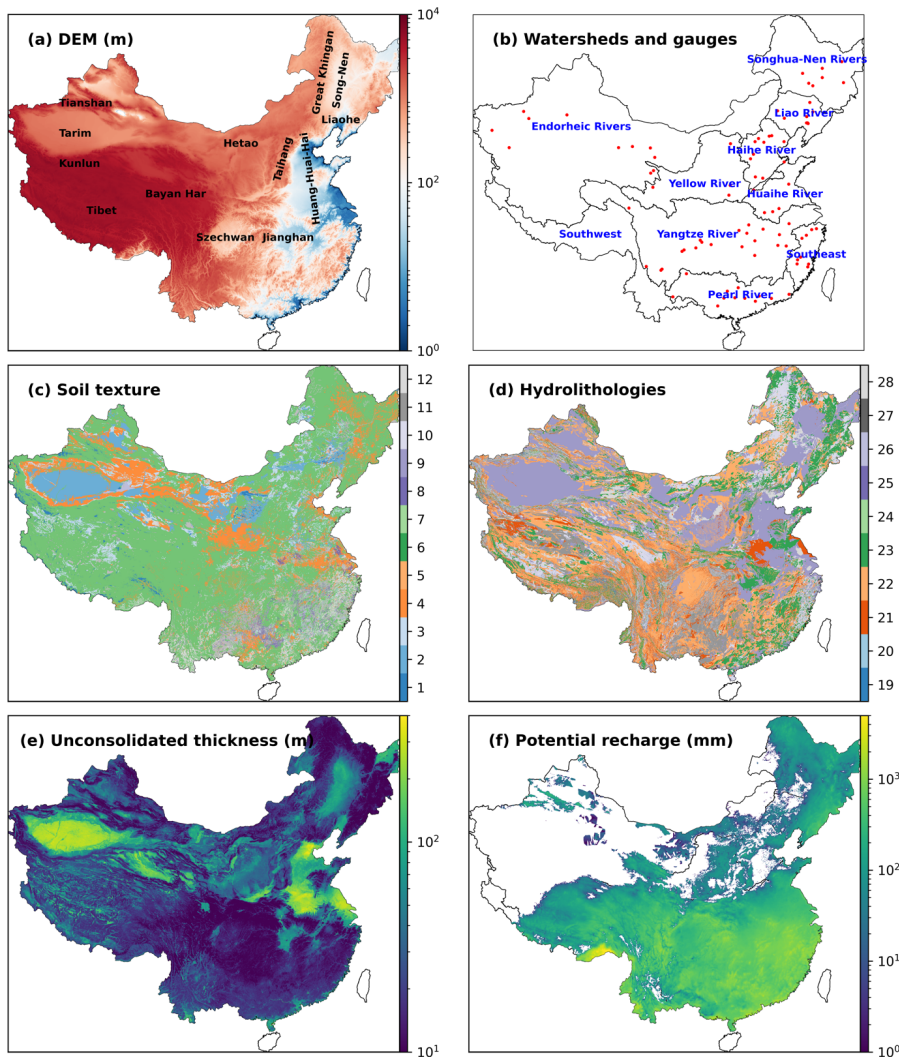 (a) DEM (m)
Great Khingan
Song-Nen
Tianshan
Liaohe
Tarim
Hetao
Taihang
Huang-Huai-Hai
Kunlun
Bayan Har
Tibet
Szechwan
Jianghan
10^4
10^2
10^0
(b) Watersheds and gauges
Songhua-Nen Rivers
Liao River
Endorheic Rivers
Haihe River
Yellow River
Huaihe River
Southwest
Yangtze River
Southeast
Pearl River
(c) Soil texture
12
11
10
9
8
7
6
5
4
3
2
1
(d) Hydrolithologies
28
27
26
25
24
23
22
21
20
19
(e) Unconsolidated thickness (m)
10^2
10^1
(f) Potential recharge (mm)
10^3
10^2
10^1
10^0